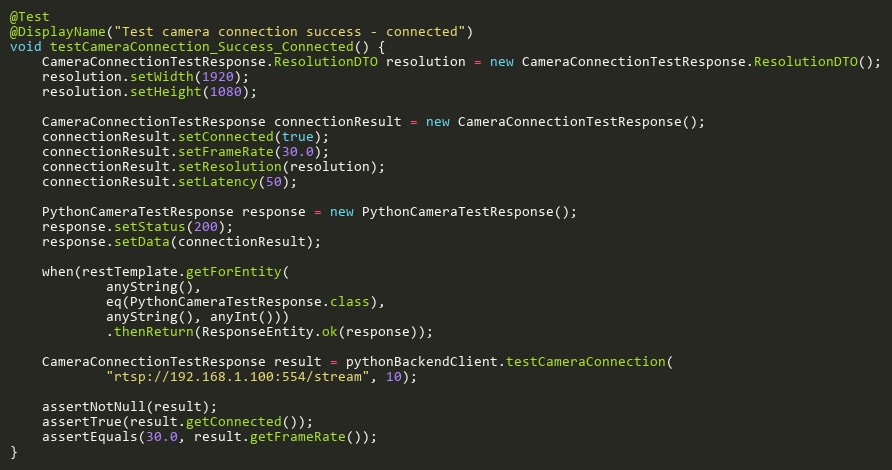 @Test
@DisplayName("Test camera connection success - connected")
void testCameraConnection_Success_Connected() {
    CameraConnectionTestResponse.ResolutionDTO resolution = new CameraConnectionTestResponse.ResolutionDTO();
    resolution.setWidth(1920);
    resolution.setHeight(1080);

    CameraConnectionTestResponse connectionResult = new CameraConnectionTestResponse();
    connectionResult.setConnected(true);
    connectionResult.setFrameRate(30.0);
    connectionResult.setResolution(resolution);
    connectionResult.setLatency(50);

    PythonCameraTestResponse response = new PythonCameraTestResponse();
    response.setStatus(200);
    response.setData(connectionResult);

    when(restTemplate.getForEntity(
            anyString(),
            eq(PythonCameraTestResponse.class),
            anyString(), anyInt()))
            .thenReturn(ResponseEntity.ok(response));

    CameraConnectionTestResponse result = pythonBackendClient.testCameraConnection(
            "rtsp://192.168.1.100:554/stream", 10);

    assertNotNull(result);
    assertTrue(result.getConnected());
    assertEquals(30.0, result.getFrameRate());
}